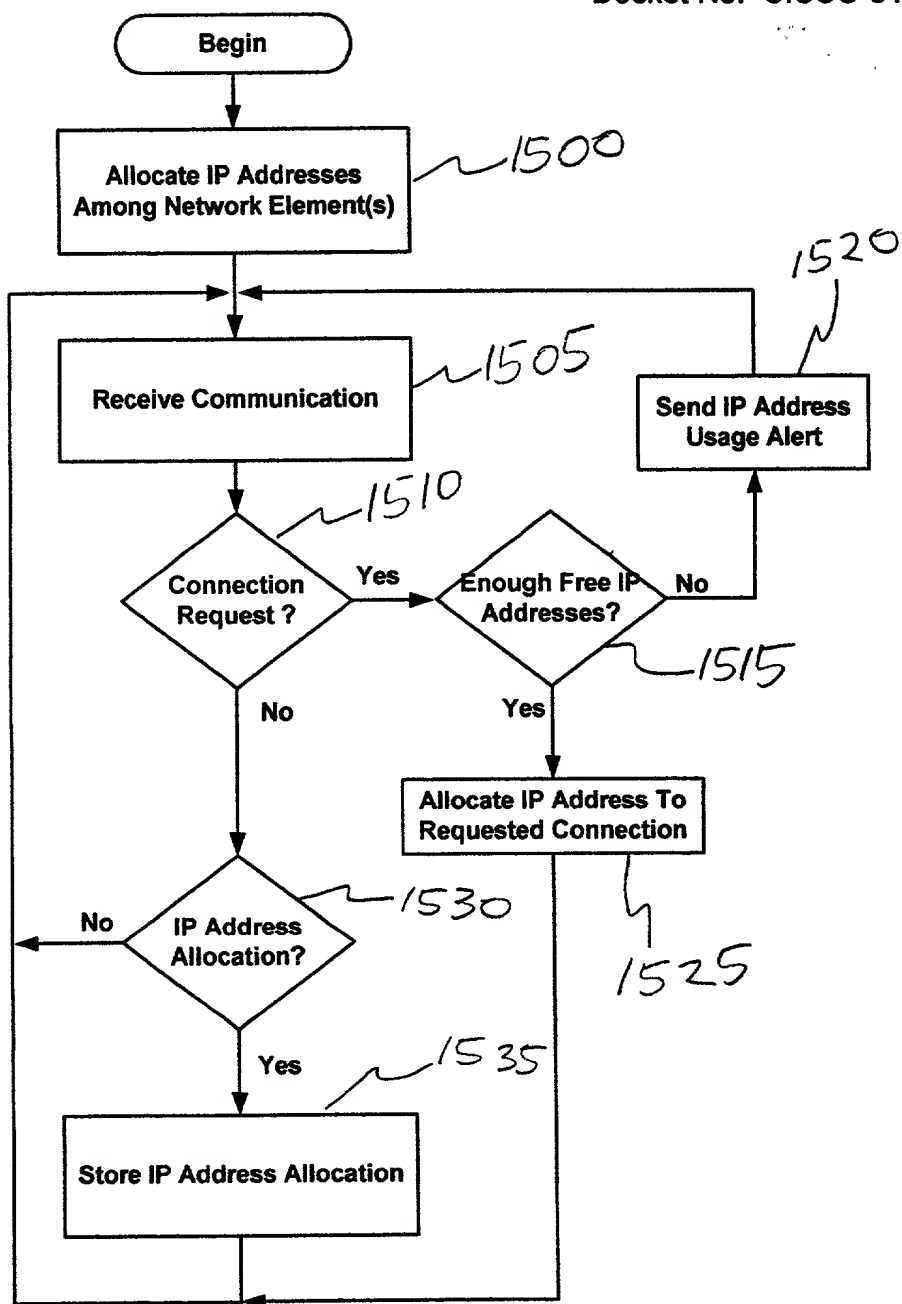 Begin
Allocate IP Addresses
Among Network Element(s)
1500
1520
Receive Communication
1505
Send IP Address
Usage Alert
1510
Connection
Request ?
Yes
Enough Free IP
Addresses?
No
1515
No
Yes
Allocate IP Address To
Requested Connection
1525
No
IP Address
Allocation?
1530
Yes
1535
Store IP Address Allocation